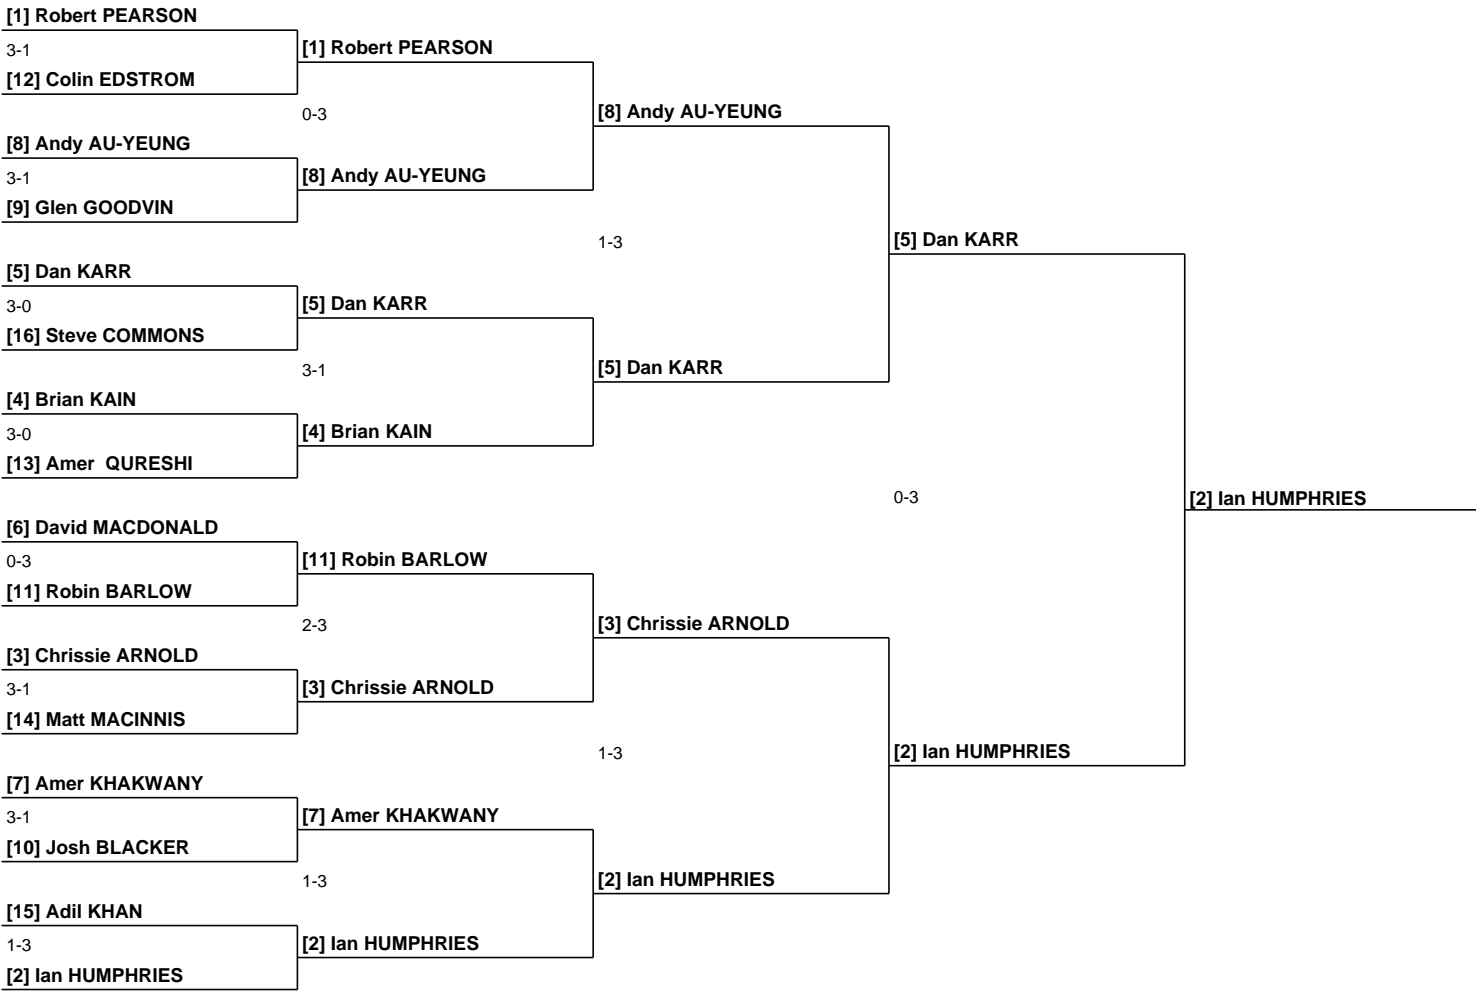 [1] Robert PEARSON
3-1
[1] Robert PEARSON
[12] Colin EDSTROM
0-3
[8] Andy AU-YEUNG
[8] Andy AU-YEUNG
3-1
[8] Andy AU-YEUNG
[9] Glen GOODVIN
1-3
[5] Dan KARR
[5] Dan KARR
3-0
[5] Dan KARR
[16] Steve COMMONS
3-1
[5] Dan KARR
[4] Brian KAIN
3-0
[4] Brian KAIN
[13] Amer  QURESHI
0-3
[2] Ian HUMPHRIES
[6] David MACDONALD
0-3
[11] Robin BARLOW
[11] Robin BARLOW
2-3
[3] Chrissie ARNOLD
[3] Chrissie ARNOLD
3-1
[3] Chrissie ARNOLD
[14] Matt MACINNIS
1-3
[2] Ian HUMPHRIES
[7] Amer KHAKWANY
3-1
[7] Amer KHAKWANY
[10] Josh BLACKER
1-3
[2] Ian HUMPHRIES
[15] Adil KHAN
1-3
[2] Ian HUMPHRIES
[2] Ian HUMPHRIES